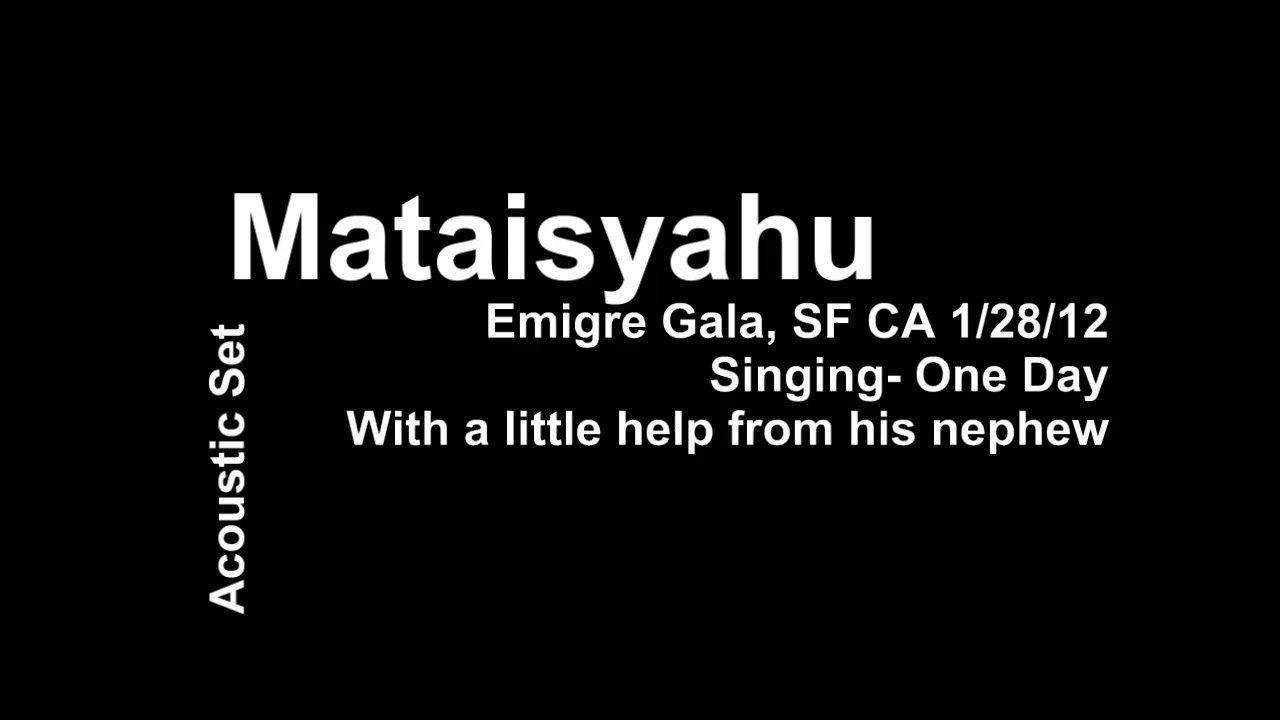 Mataisyahu
Emigre Gala, SF CA 1/28/12
Singing- One Day
With a little help from his nephew
Acoustic Set